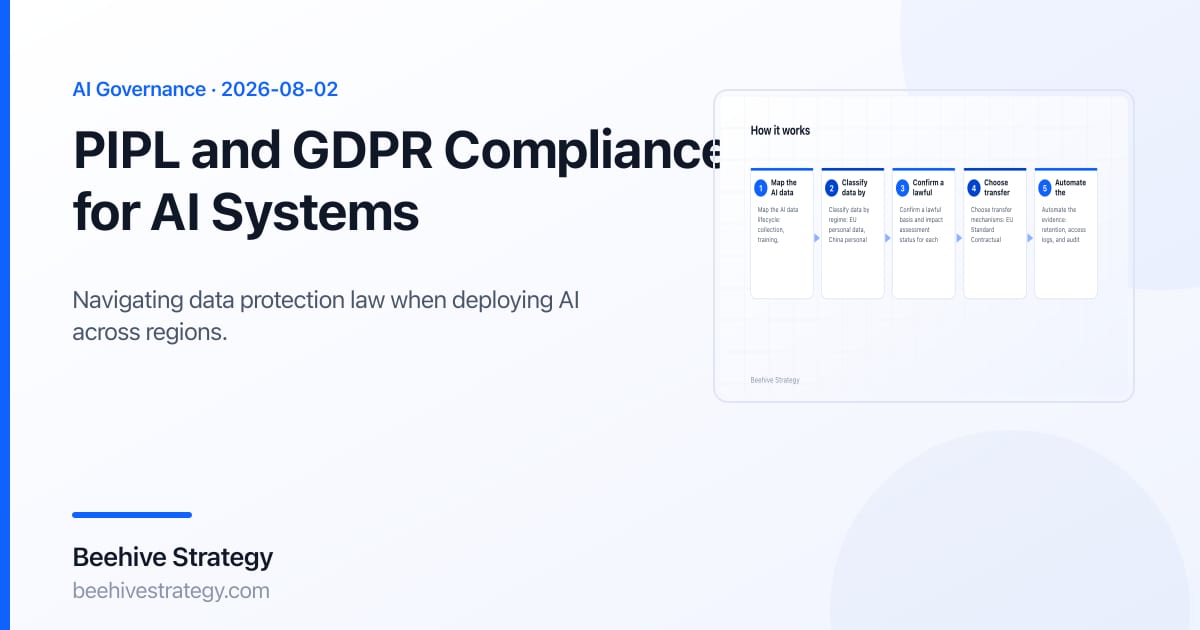 AI Governance · 2026-08-02
PIPL and GDPR Compliance
for AI Systems
Navigating data protection law when deploying AI
across regions.
Beehive Strategy
beehivestrategy.com
How it works
1
Map the
AI data
Map the AI data
lifecycle:
collection,
training,
2
Classify
data by
Classify data by
regime: EU
personal data,
China personal
3
Confirm a
lawful
Confirm a lawful
basis and impact
assessment
status for each
4
Choose
transfer
Choose transfer
mechanisms: EU
Standard
Contractual
5
Automate
the
Automate the
evidence:
retention, access
logs, and audit
Beehive Strategy